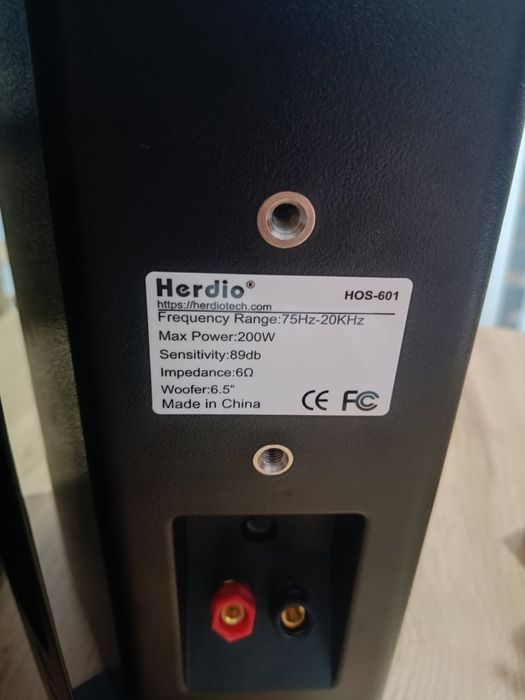 Herdio®
HOS-601
https://herdiotech.com
Frequency Range:75Hz-20KHz
Max Power:200W
Sensitivity:89db
Impedance:6Ω
Woofer:6.5"
Made in China
CE FC